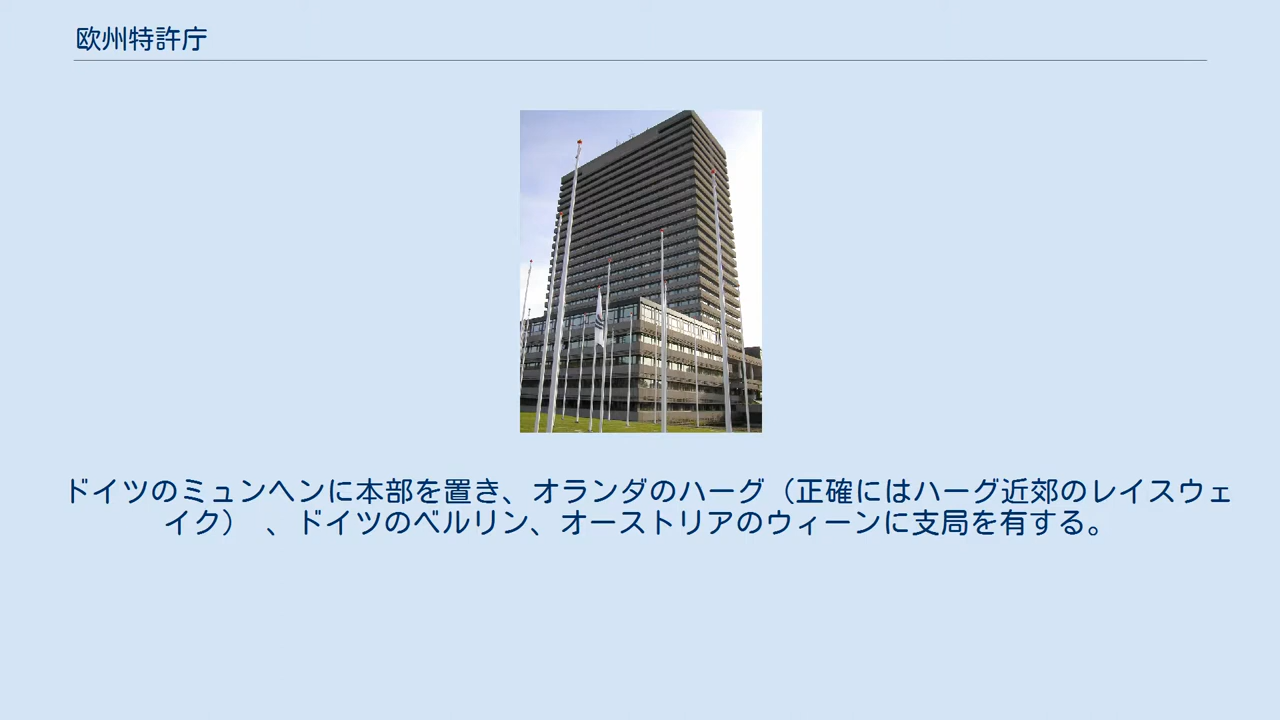 欧州特許庁
ドイツのミュンヘンに本部を置き、オランダのハーグ（正確にはハーグ近郊のレイスウェ
イク） 、ドイツのベルリン、オーストリアのウィーンに支局を有する。